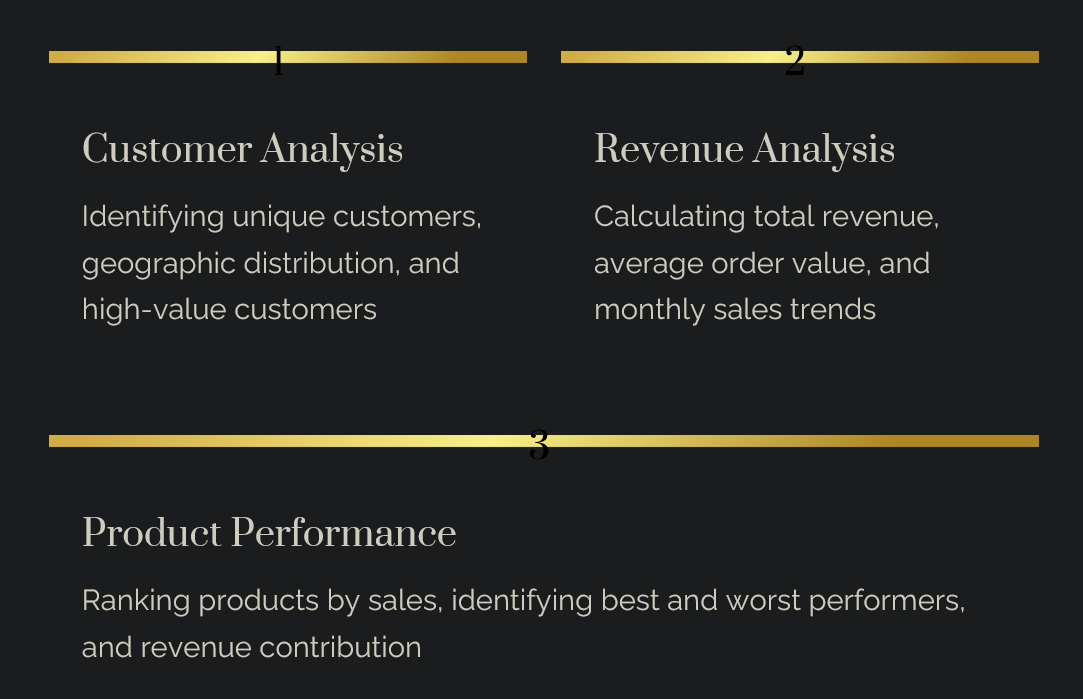 1
Customer Analysis
Identifying unique customers,
geographic distribution, and
high-value customers
2
Revenue Analysis
Calculating total revenue,
average order value, and
monthly sales trends
3
Product Performance
Ranking products by sales, identifying best and worst performers,
and revenue contribution